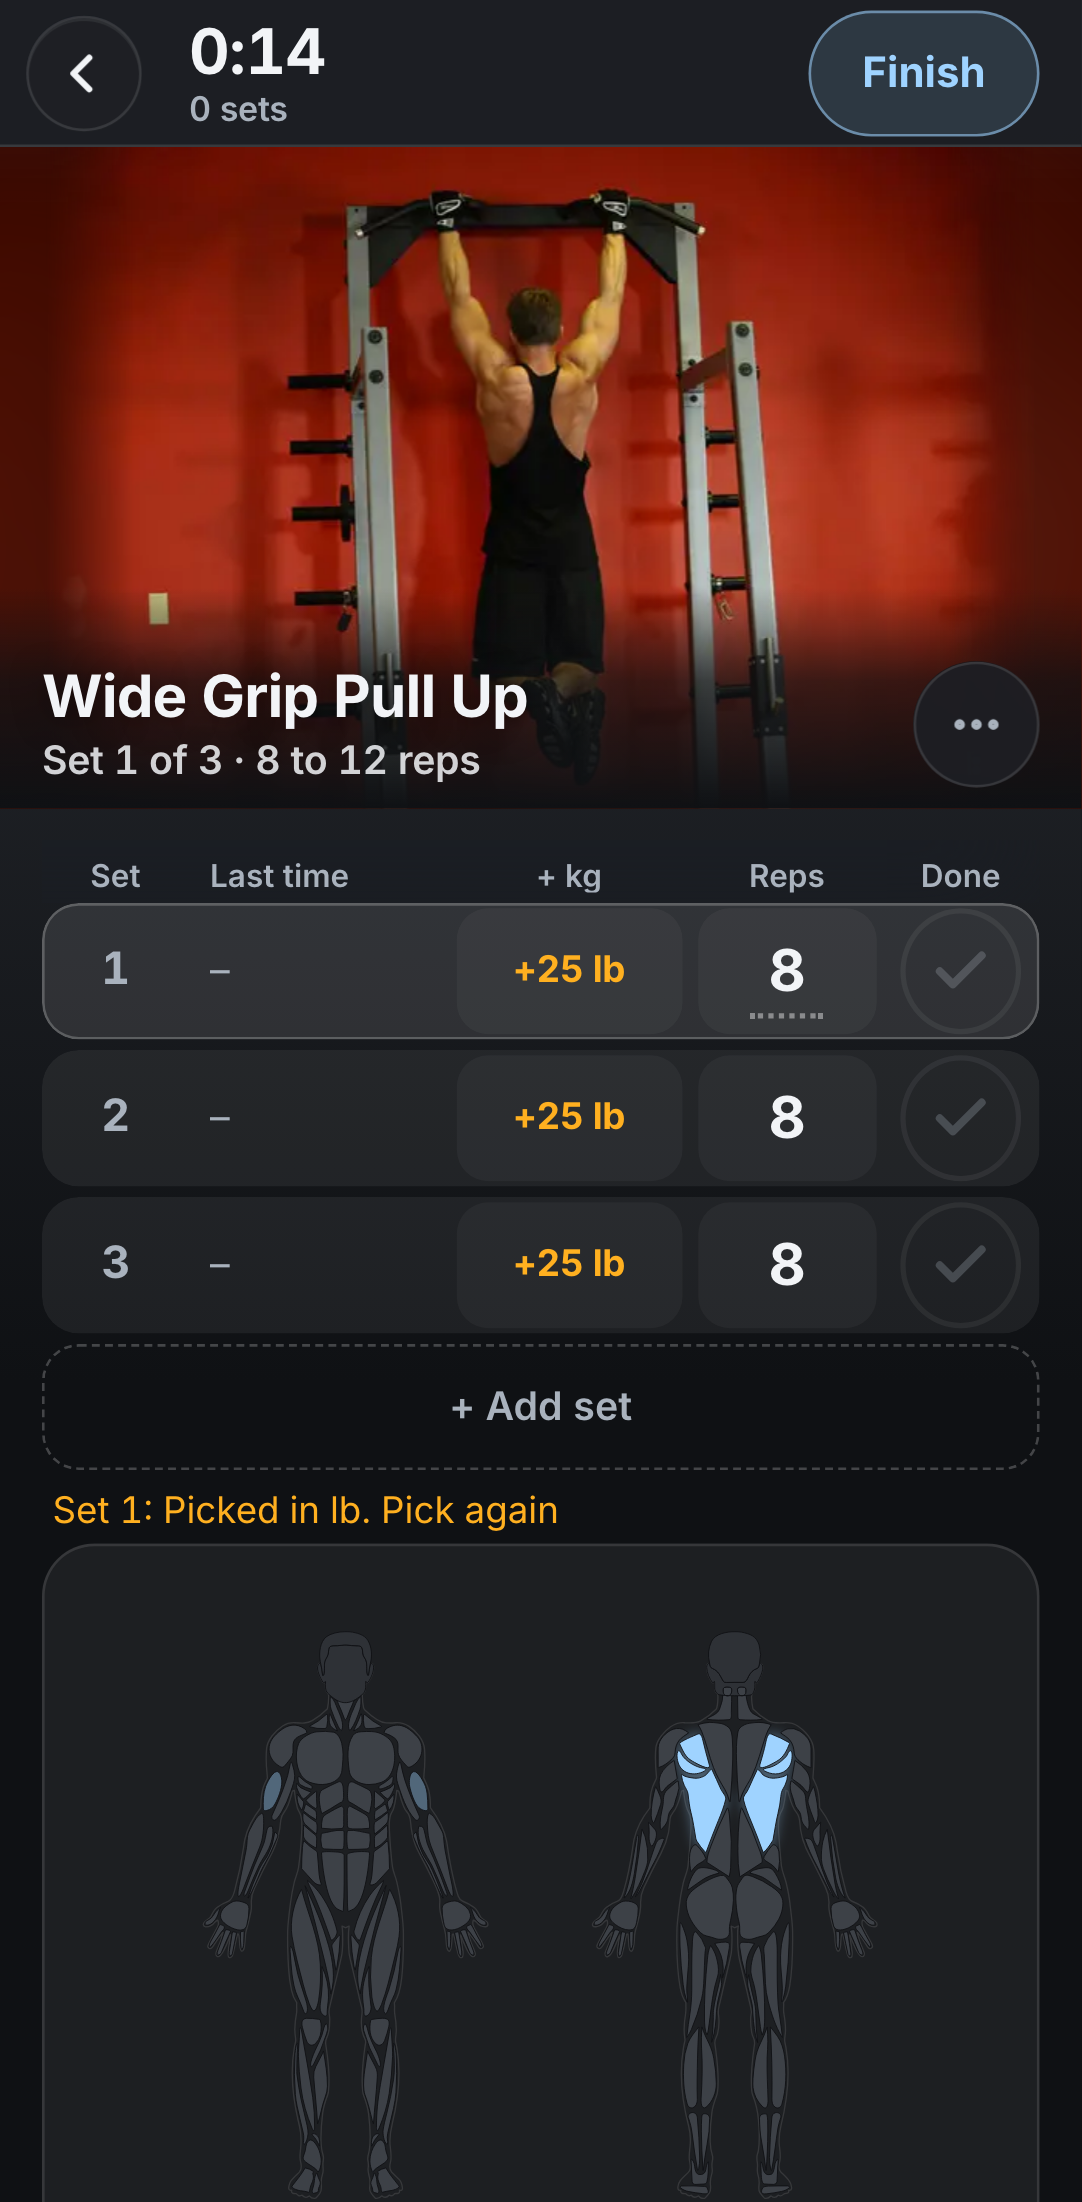 0:14
0 sets
Finish
Wide Grip Pull Up
Set 1 of 3 · 8 to 12 reps
Set Last time + kg Reps Done
1 – +25 lb 8
2 – +25 lb 8
3 – +25 lb 8
+ Add set
Set 1: Picked in lb. Pick again